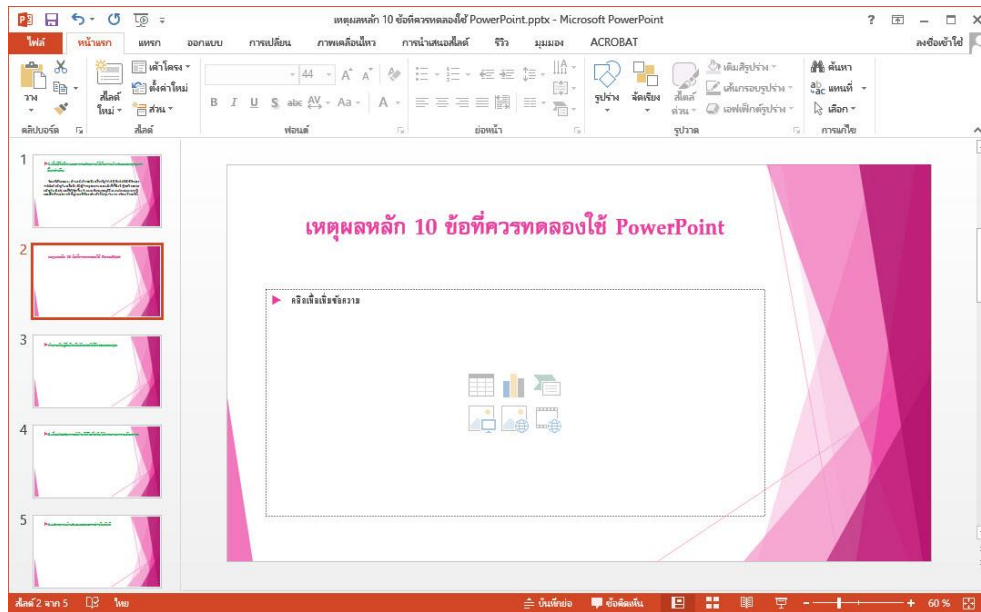 เหตุผลหลัก 10 ข้อที่ควรทดลองใช้ PowerPoint.pptx - Microsoft PowerPoint
ไฟล์ หน้าแรก แทรก ออกแบบ การเปลี่ยน ภาพเคลื่อนไหว การนำเสนอสไลด์ รีวิว มุมมอง ACROBAT ลงชื่อเข้าใช้
วาง
สไลด์ใหม่
เค้าโครง
ตั้งค่าใหม่
ส่วน
44
B I U S abc AV Aa A
รูปร่าง
จัดเรียง
สไตล์ด่วน
เติมสีรูปร่าง
เส้นกรอบรูปร่าง
เอฟเฟ็กต์รูปร่าง
ค้นหา
แทนที่
เลือก
คลิปบอร์ด สไลด์ ฟอนต์ ย่อหน้า รูปวาด การแก้ไข
1
2
3
4
5
เหตุผลหลัก 10 ข้อที่ควรทดลองใช้ PowerPoint
คลิกเพื่อเพิ่มข้อความ
สไลด์ 2 จาก 5 ไทย บันทึกย่อ ข้อคิดเห็น 60 %